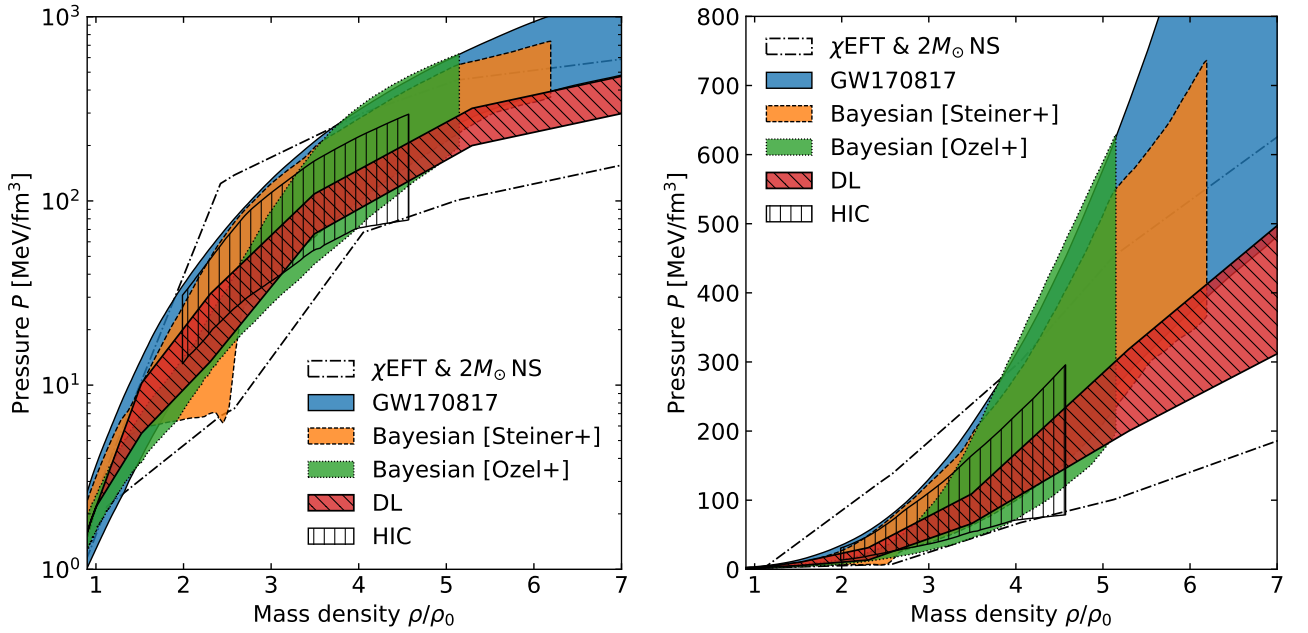 10³
10²
10¹
10⁰
Pressure P [MeV/fm³]
χEFT & 2M⊙ NS
GW170817
Bayesian [Steiner+]
Bayesian [Ozel+]
DL
HIC
1 2 3 4 5 6 7
Mass density ρ/ρ₀
800
700
600
500
400
300
200
100
0
Pressure P [MeV/fm³]
χEFT & 2M⊙ NS
GW170817
Bayesian [Steiner+]
Bayesian [Ozel+]
DL
HIC
1 2 3 4 5 6 7
Mass density ρ/ρ₀